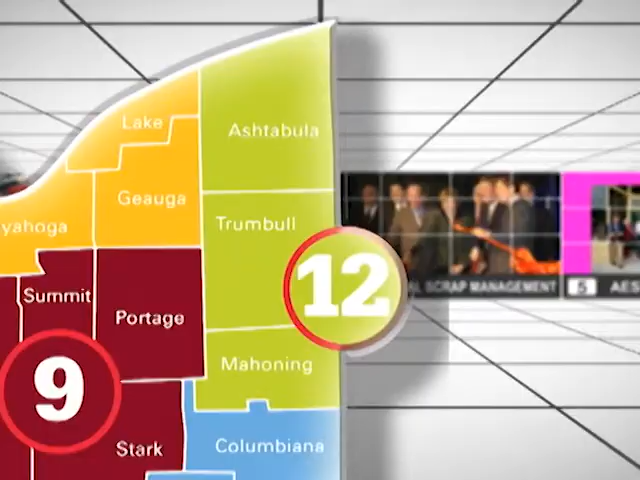 Lake
Ashtabula
Geauga
yahoga
Trumbull
Summit
12
L SCRAP MANAGEMENT
5 AES
Portage
Mahoning
9
Stark
Columbiana